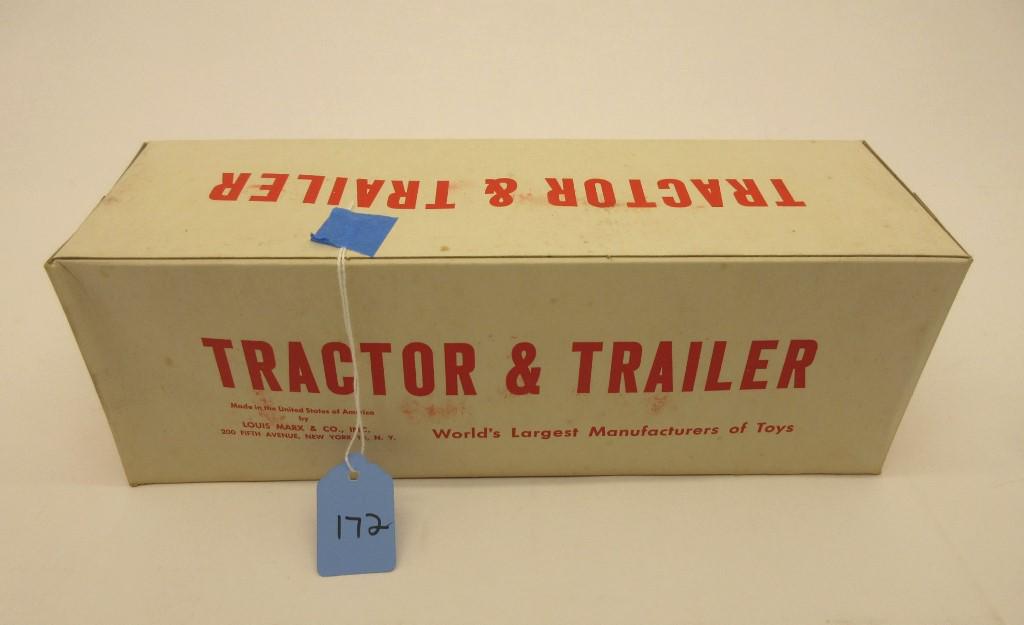 TRACTOR & TRAILER
TRACTOR & TRAILER
Made in the United States of America
by
LOUIS MARX & CO., INC.
200 FIFTH AVENUE, NEW YORK N. Y.
World's Largest Manufacturers of Toys
172